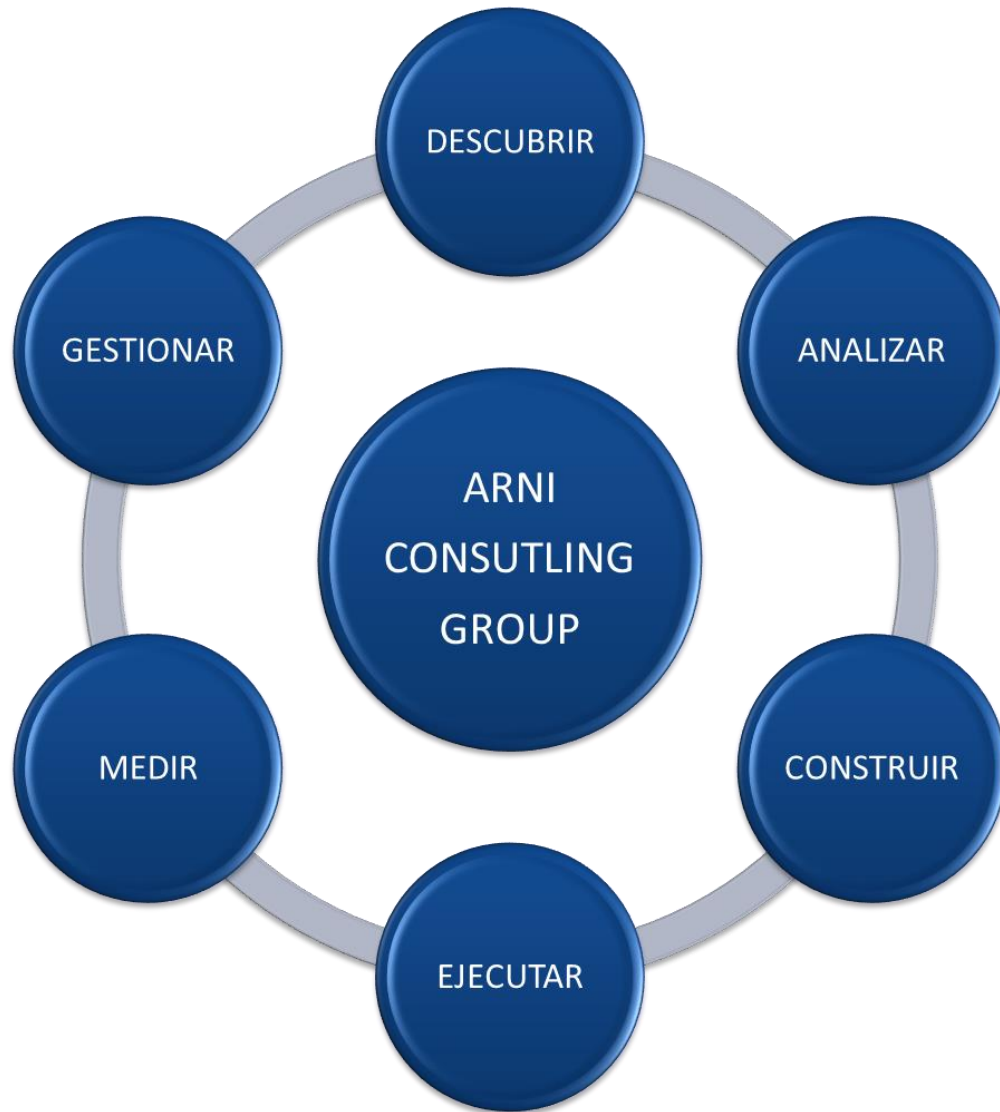 DESCUBRIR
ANALIZAR
CONSTRUIR
EJECUTAR
MEDIR
GESTIONAR
ARNI
CONSUTLING
GROUP